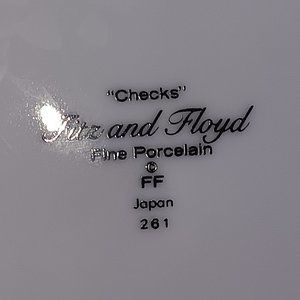 "Checks"
Fitz and Floyd
Fine Porcelain
©
FF
Japan
261